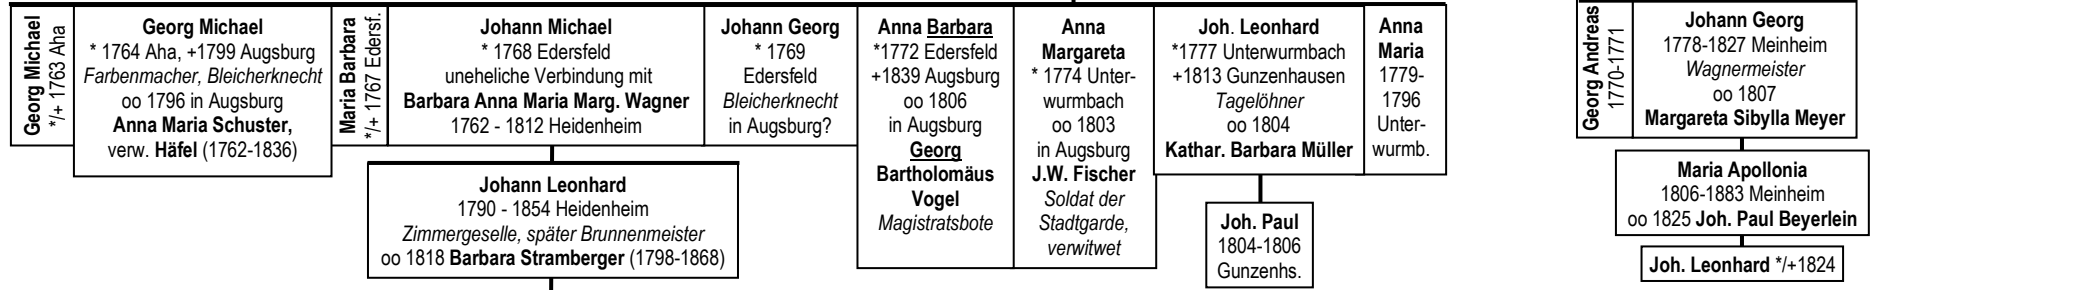 Georg Michael
*/+ 1763 Aha
Georg Michael
* 1764 Aha, +1799 Augsburg
Farbenmacher, Bleicherknecht
oo 1796 in Augsburg
Anna Maria Schuster,
verw. Häfel (1762-1836)
Maria Barbara
*/+ 1767 Edersf.
Johann Michael
* 1768 Edersfeld
uneheliche Verbindung mit
Barbara Anna Maria Marg. Wagner
1762 - 1812 Heidenheim
Johann Leonhard
1790 - 1854 Heidenheim
Zimmergeselle, später Brunnenmeister
oo 1818 Barbara Stramberger (1798-1868)
Johann Georg
* 1769
Edersfeld
Bleicherknecht
in Augsburg?
Anna Barbara
*1772 Edersfeld
+1839 Augsburg
oo 1806
in Augsburg
Georg
Bartholomäus
Vogel
Magistratsbote
Anna
Margareta
* 1774 Unter-
wurmbach
oo 1803
in Augsburg
J.W. Fischer
Soldat der
Stadtgarde,
verwitwet
Joh. Leonhard
*1777 Unterwurmbach
+1813 Gunzenhausen
Tagelöhner
oo 1804
Kathar. Barbara Müller
Joh. Paul
1804-1806
Gunzenhs.
Anna
Maria
1779-
1796
Unter-
wurmb.
Georg Andreas
1770-1771
Johann Georg
1778-1827 Meinheim
Wagnermeister
oo 1807
Margareta Sibylla Meyer
Maria Apollonia
1806-1883 Meinheim
oo 1825 Joh. Paul Beyerlein
Joh. Leonhard */+1824